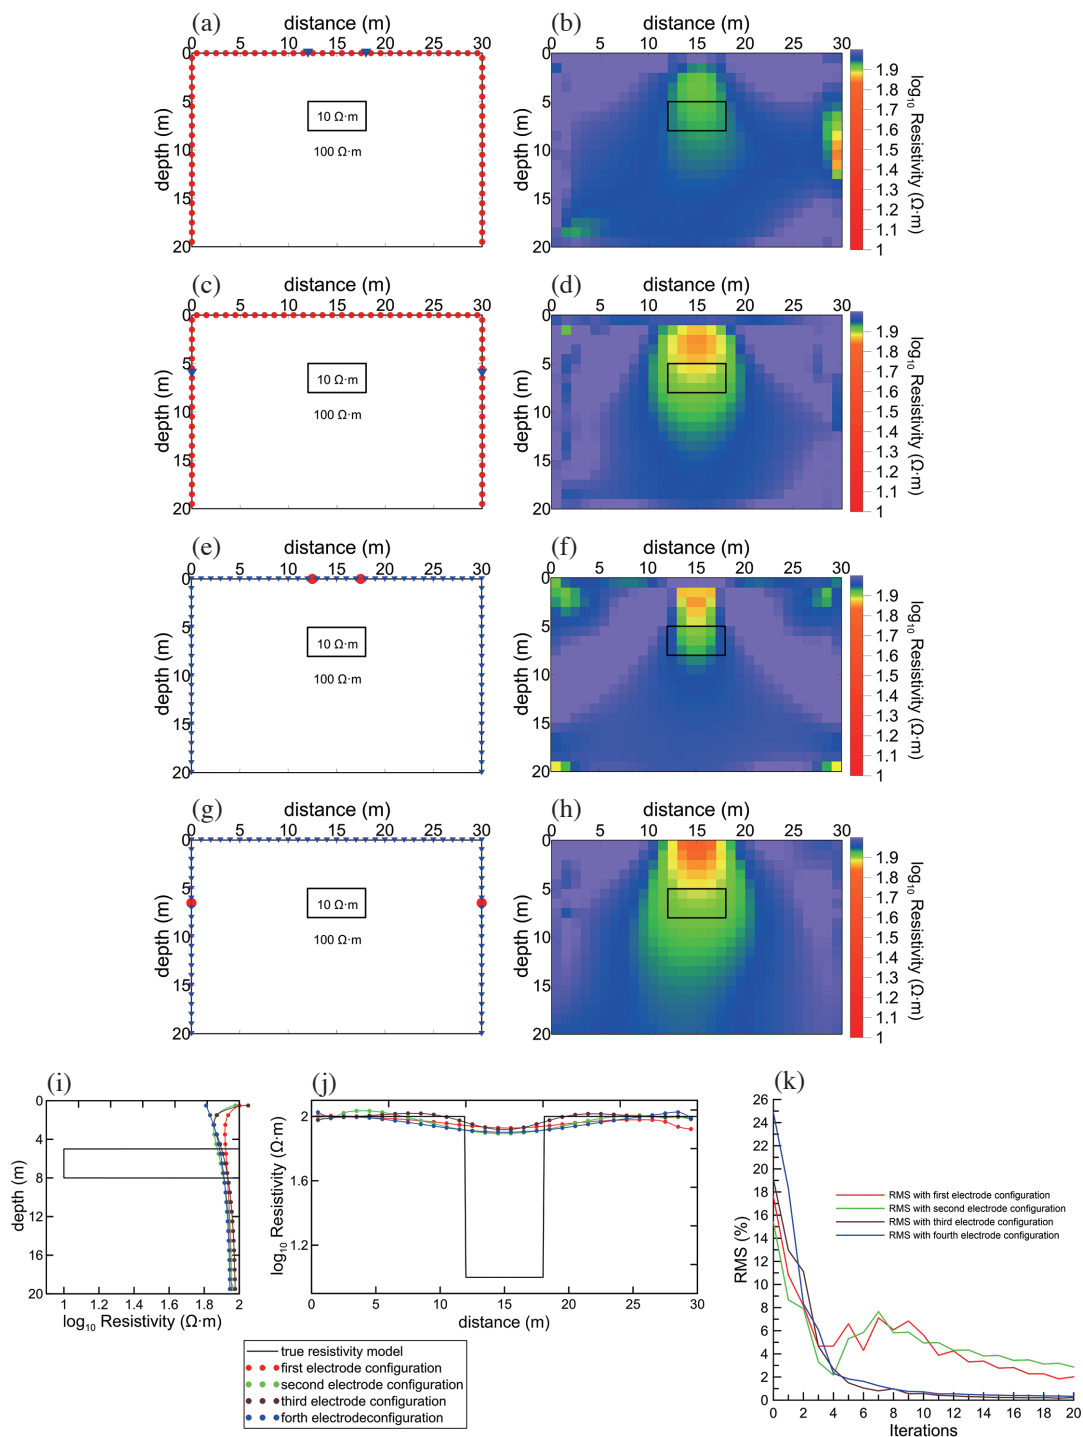 (a)
distance (m)
0 5 10 15 20 25 30
0
5
10
15
20
depth (m)
10 Ω·m
100 Ω·m
(b)
distance (m)
0 5 10 15 20 25 30
0
5
10
15
20
depth (m)
1.9
1.8
1.7
1.6
1.5
1.4
1.3
1.2
1.1
1
log10 Resistivity (Ω·m)
(c)
distance (m)
0 5 10 15 20 25 30
0
5
10
15
20
depth (m)
10 Ω·m
100 Ω·m
(d)
distance (m)
0 5 10 15 20 25 30
0
5
10
15
20
depth (m)
1.9
1.8
1.7
1.6
1.5
1.4
1.3
1.2
1.1
1
log10 Resistivity (Ω·m)
(e)
distance (m)
0 5 10 15 20 25 30
0
5
10
15
20
depth (m)
10 Ω·m
100 Ω·m
(f)
distance (m)
0 5 10 15 20 25 30
0
5
10
15
20
depth (m)
1.9
1.8
1.7
1.6
1.5
1.4
1.3
1.2
1.1
1
log10 Resistivity (Ω·m)
(g)
distance (m)
0 5 10 15 20 25 30
0
5
10
15
20
depth (m)
10 Ω·m
100 Ω·m
(h)
distance (m)
0 5 10 15 20 25 30
0
5
10
15
20
depth (m)
1.9
1.8
1.7
1.6
1.5
1.4
1.3
1.2
1.1
1
log10 Resistivity (Ω·m)
(i)
0
4
8
12
16
20
depth (m)
1 1.2 1.4 1.6 1.8 2
log10 Resistivity (Ω·m)
(j)
2
1.6
1.2
log10 Resistivity (Ω·m)
0 5 10 15 20 25 30
distance (m)
true resistivity model
first electrode configuration
second electrode configuration
third electrode configuration
forth electrodeconfiguration
(k)
26
24
22
20
18
16
14
12
10
8
6
4
2
0
RMS (%)
RMS with first electrode configuration
RMS with second electrode configuration
RMS with third electrode configuration
RMS with fourth electrode configuration
0 2 4 6 8 10 12 14 16 18 20
Iterations